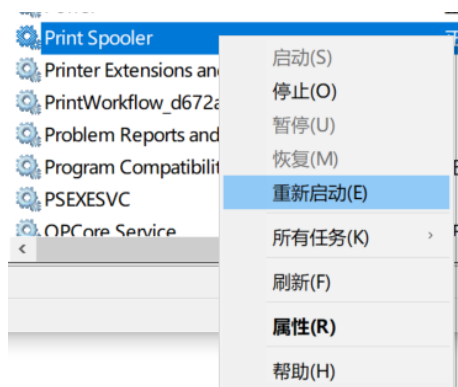 Print Spooler
Printer Extensions an
PrintWorkflow_d672a
Problem Reports and
Program Compatibilit
PSEXESVC
QPCore Service
启动(S)
停止(O)
暂停(U)
恢复(M)
重新启动(E)
所有任务(K)
刷新(F)
属性(R)
帮助(H)